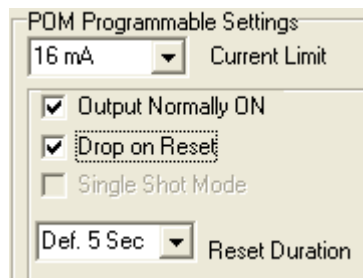 POM Programmable Settings
16 mA Current Limit
Output Normally ON
Drop on Reset
Single Shot Mode
Def. 5 Sec Reset Duration